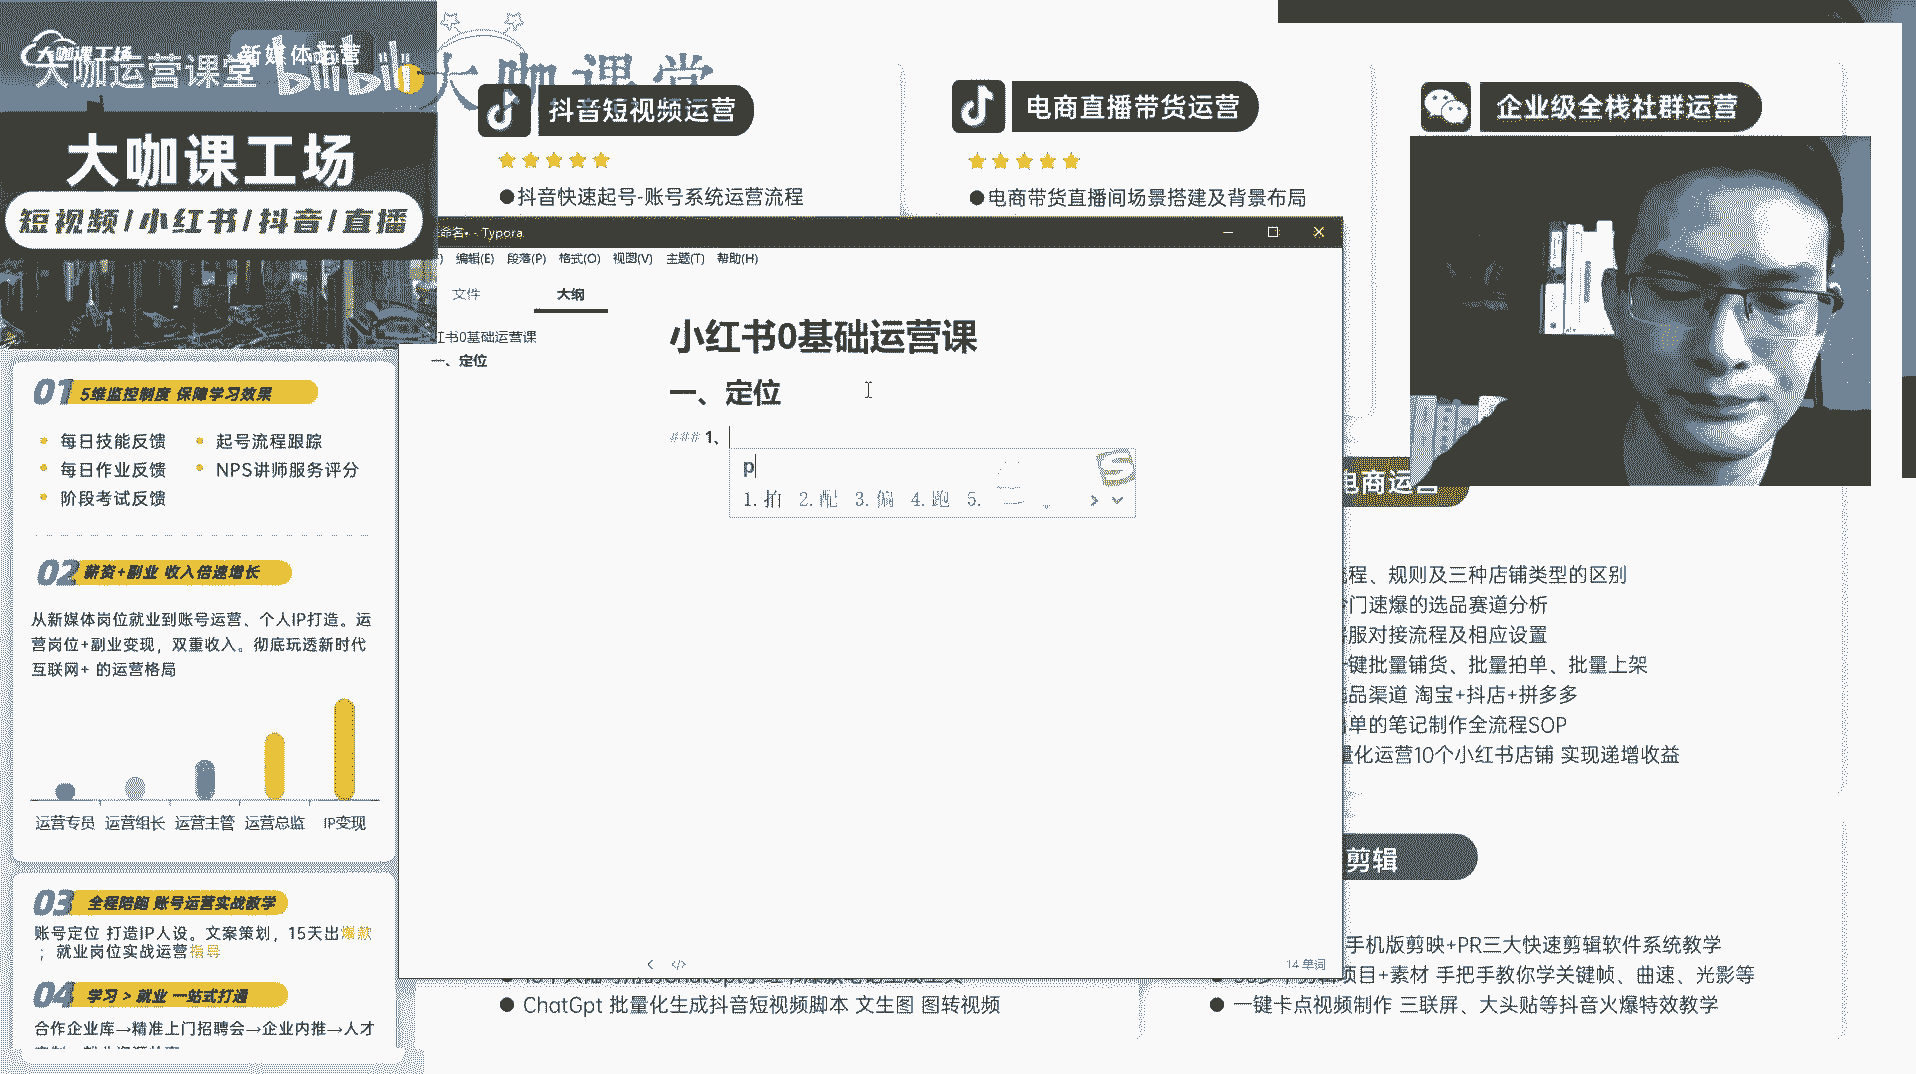 大咖课工场
新媒体运营
大咖运营课堂
bilibili
大咖课堂
大咖课工场
短视频/小红书/抖音/直播
抖音短视频运营
●抖音快速起号-账号系统运营流程
电商直播带货运营
●电商带货直播间场景搭建及背景布局
企业级全栈社群运营
01 5维监控制度 保障学习效果
• 每日技能反馈 • 起号流程跟踪
• 每日作业反馈 • NPS讲师服务评分
• 阶段考试反馈
02 薪资+副业 收入倍速增长
从新媒体岗位就业到账号运营、个人IP打造。运
营岗位+副业变现，双重收入。彻底玩透新时代
互联网+ 的运营格局
运营专员 运营组长 运营主管 运营总监 IP变现
03 全程陪跑 账号运营实战教学
账号定位 打造IP人设。文案策划，15天出爆款
；就业岗位实战运营指导
04 学习 > 就业 一站式打通
合作企业库→精准上门招聘会→企业内推→人才
命名• - Typora
编辑(E) 段落(P) 格式(O) 视图(V) 主题(T) 帮助(H)
文件 大纲
红书0基础运营课
一、定位
小红书0基础运营课
一、定位
### 1、
p
1.拍 2.配 3.偏 4.跑 5.
14 单词
电商运营
程、规则及三种店铺类型的区别
门速爆的选品赛道分析
服对接流程及相应设置
键批量铺货、批量拍单、批量上架
品渠道 淘宝+抖店+拼多多
单的笔记制作全流程SOP
量化运营10个小红书店铺 实现递增收益
剪辑
手机版剪映+PR三大快速剪辑软件系统教学
项目+素材 手把手教你学关键帧、曲速、光影等
● 一键卡点视频制作 三联屏、大头贴等抖音火爆特效教学
● ChatGpt 批量化生成抖音短视频脚本 文生图 图转视频